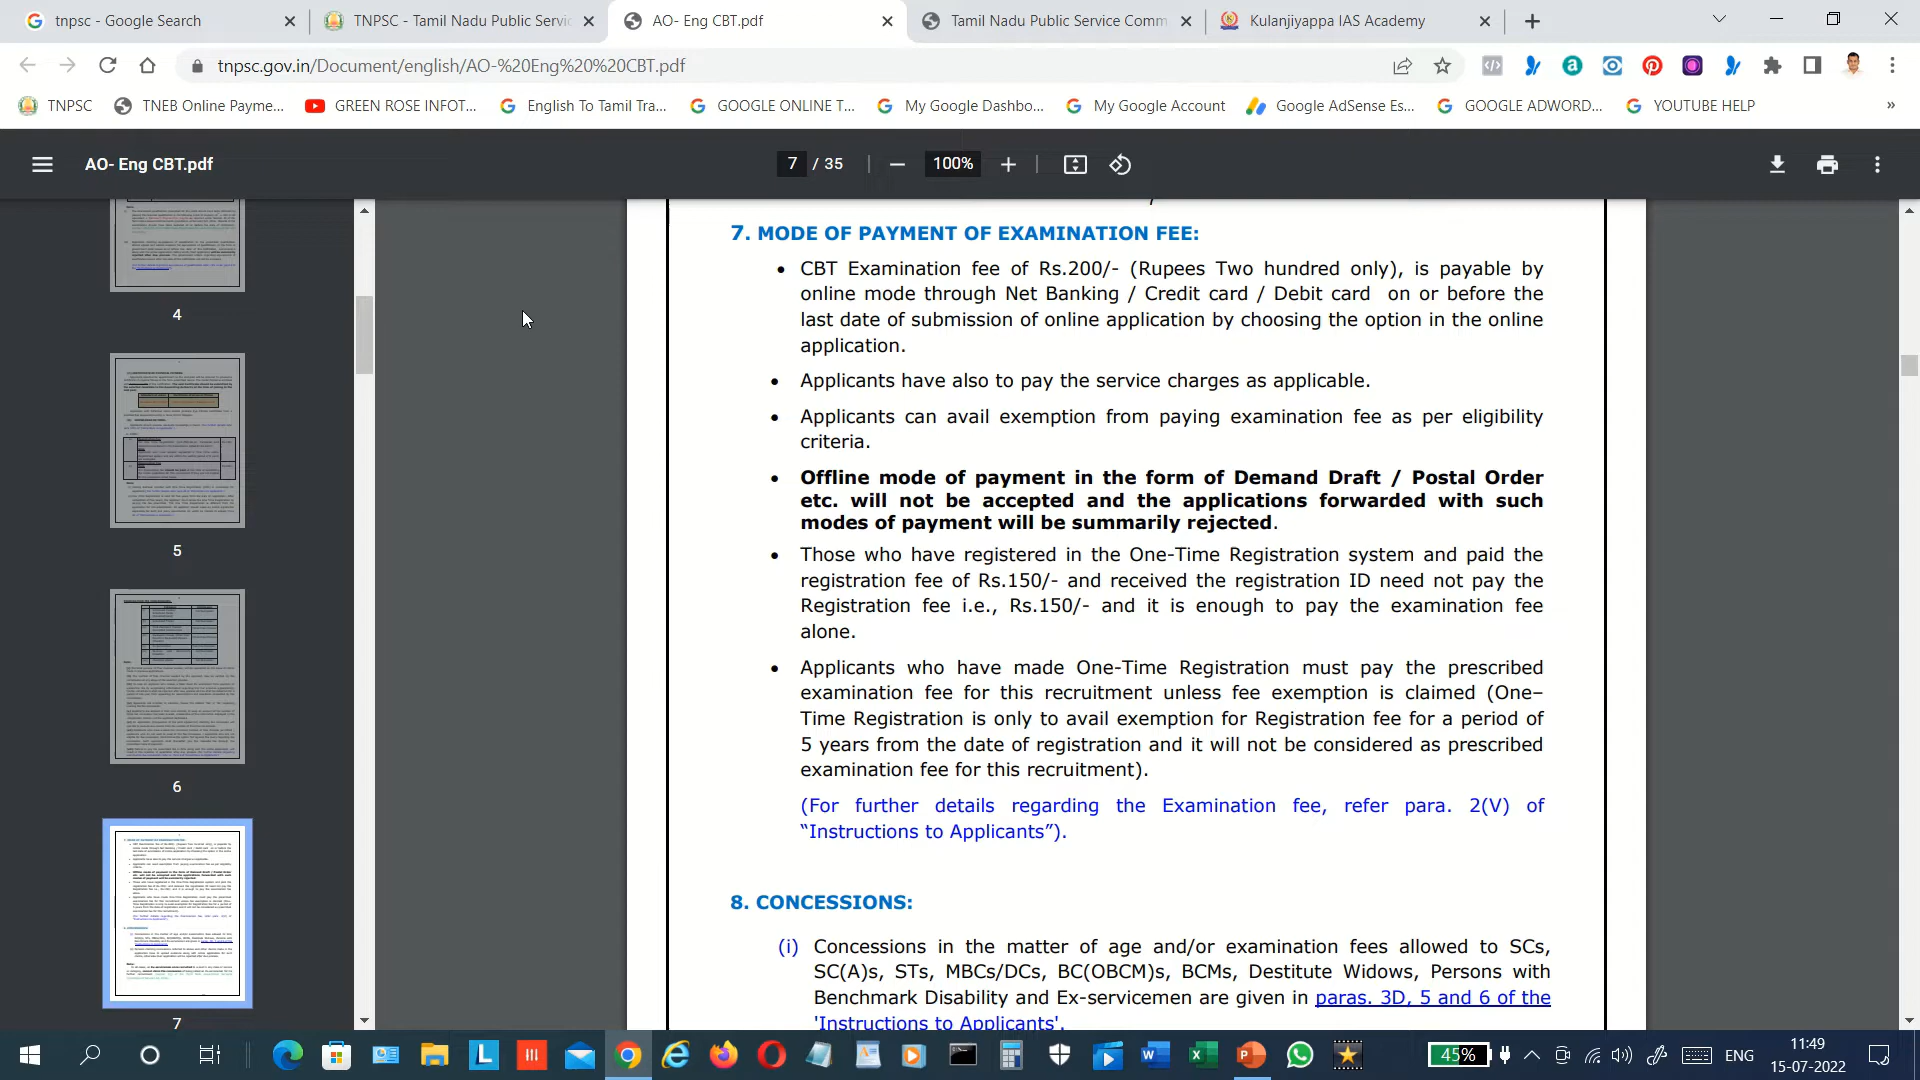 tnpsc - Google Search
TNPSC - Tamil Nadu Public Servic
AO- Eng CBT.pdf
Tamil Nadu Public Service Comm
Kulanjiyappa IAS Academy
tnpsc.gov.in/Document/english/AO-%20Eng%20%20CBT.pdf
TNPSC
TNEB Online Payme...
GREEN ROSE INFOT...
English To Tamil Tra...
GOOGLE ONLINE T...
My Google Dashbo...
My Google Account
Google AdSense Es...
GOOGLE ADWORD...
YOUTUBE HELP
»
AO- Eng CBT.pdf
7 / 35
100%
4
5
6
7
7. MODE OF PAYMENT OF EXAMINATION FEE:
• CBT Examination fee of Rs.200/- (Rupees Two hundred only), is payable by
online mode through Net Banking / Credit card / Debit card on or before the
last date of submission of online application by choosing the option in the online
application.
• Applicants have also to pay the service charges as applicable.
• Applicants can avail exemption from paying examination fee as per eligibility
criteria.
• Offline mode of payment in the form of Demand Draft / Postal Order
etc. will not be accepted and the applications forwarded with such
modes of payment will be summarily rejected.
• Those who have registered in the One-Time Registration system and paid the
registration fee of Rs.150/- and received the registration ID need not pay the
Registration fee i.e., Rs.150/- and it is enough to pay the examination fee
alone.
• Applicants who have made One-Time Registration must pay the prescribed
examination fee for this recruitment unless fee exemption is claimed (One–
Time Registration is only to avail exemption for Registration fee for a period of
5 years from the date of registration and it will not be considered as prescribed
examination fee for this recruitment).
(For further details regarding the Examination fee, refer para. 2(V) of
“Instructions to Applicants”).
8. CONCESSIONS:
(i) Concessions in the matter of age and/or examination fees allowed to SCs,
SC(A)s, STs, MBCs/DCs, BC(OBCM)s, BCMs, Destitute Widows, Persons with
Benchmark Disability and Ex-servicemen are given in paras. 3D, 5 and 6 of the
'Instructions to Applicants'.
45%
ENG
11:49
15-07-2022